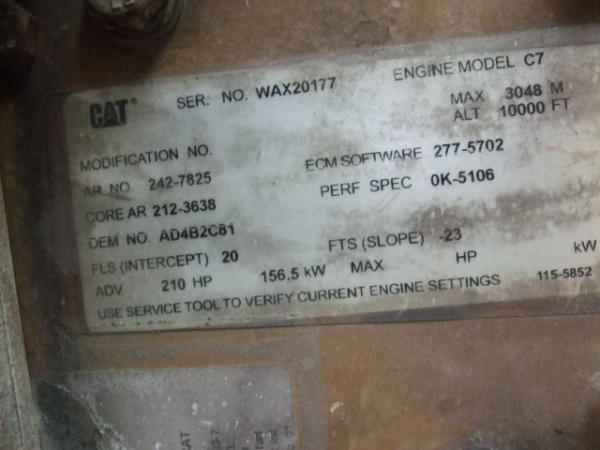 CAT® SER. NO. WAX20177 ENGINE MODEL C7
MAX 3048 M
ALT 10000 FT
MODIFICATION NO.
ECM SOFTWARE 277-5702
AR NO 242-7825
PERF SPEC 0K-5106
CORE AR 212-3638
OEM NO. AD4B2C81
FLS (INTERCEPT) 20 FTS (SLOPE) -23
ADV 210 HP 156.5 kW MAX HP kW
USE SERVICE TOOL TO VERIFY CURRENT ENGINE SETTINGS 115-5852